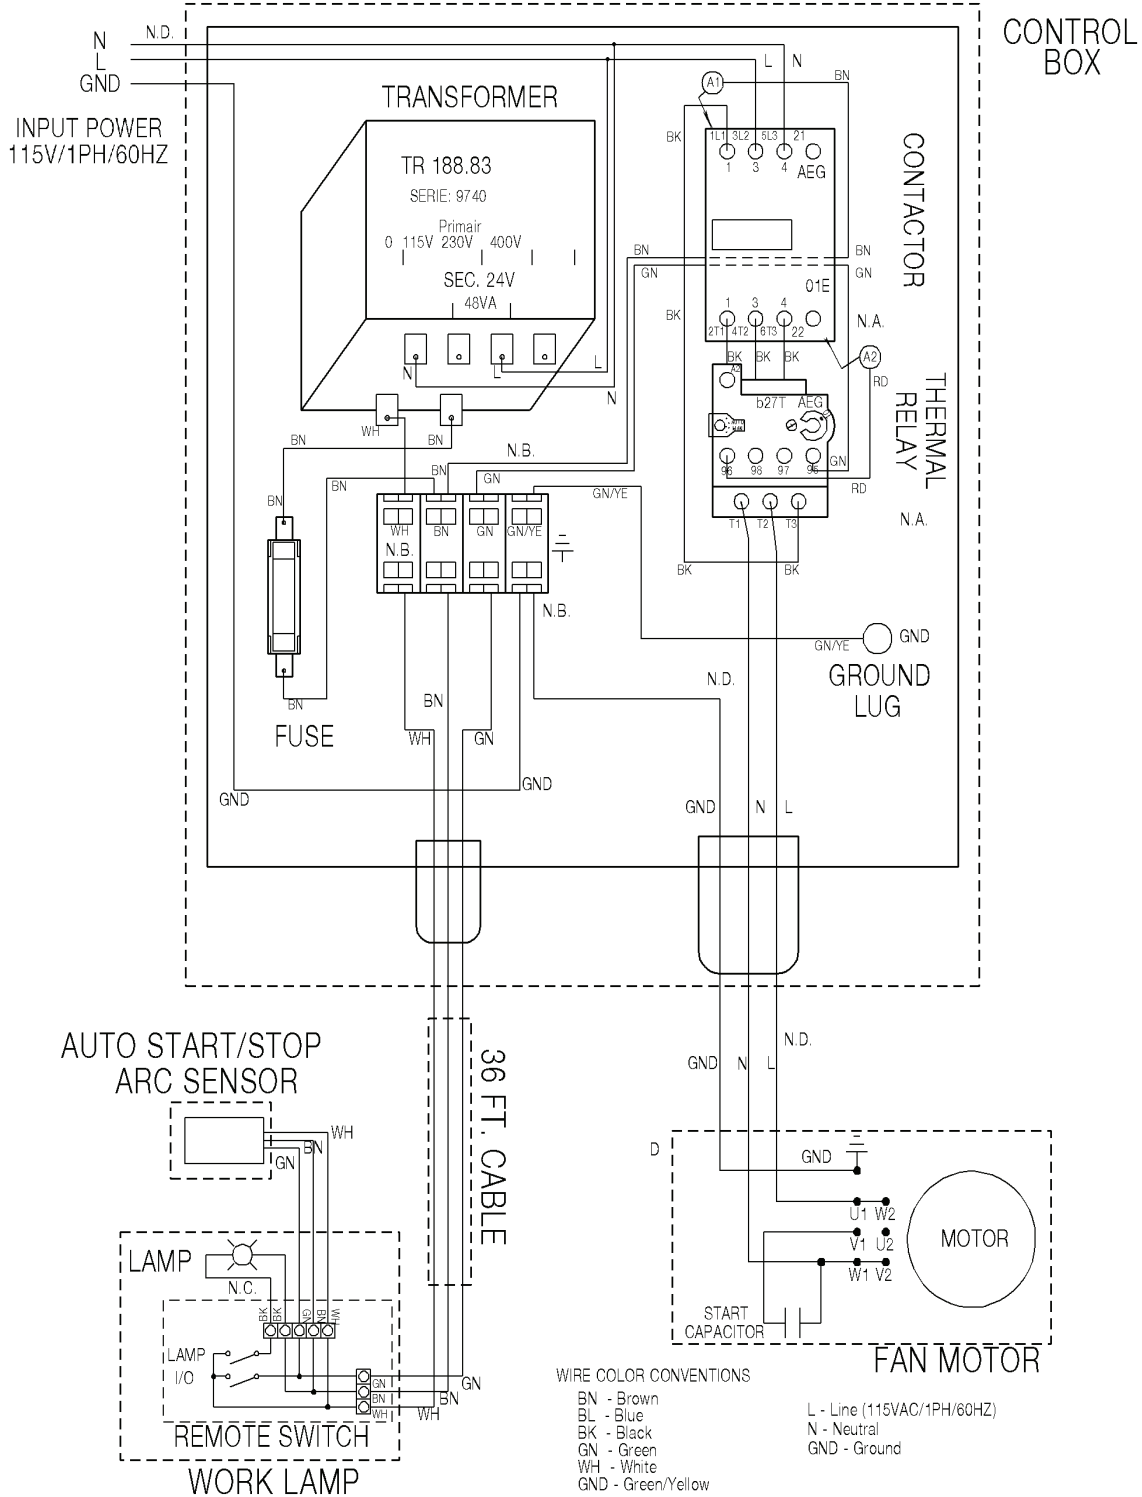 CONTROL
BOX
N
N.D.
L
GND
INPUT POWER
115V/1PH/60HZ
TRANSFORMER
TR 188.83
SERIE: 9740
Primair
0 115V 230V 400V
SEC. 24V
48VA
N
L
L
N
L N
A1
BN
BK
1L1 3L2 5L3 21
1 3 4 AEG
CONTACTOR
BN
GN
BN
GN
01E
BK
1 3 4
2T1 4T2 6T3 22
N.A.
BK BK BK
A2
A2
RD
b27T AEG
THERMAL
RELAY
96 98 97 95
GN
RD
T1 T2 T3
N.A.
BK
BK
WH
BN
BN
N.B.
BN
BN
GN
BN
GN/YE
WH BN GN GN/YE
N.B.
N.B.
BN
FUSE
BN
WH
GN
GND
GND
GN/YE
GND
GROUND
LUG
N.D.
GND N L
AUTO START/STOP
ARC SENSOR
WH
BN
GN
36 FT. CABLE
N.D.
GND N L
D
GND
U1 W2
V1 U2
W1 V2
MOTOR
START
CAPACITOR
FAN MOTOR
LAMP
N.C.
BK BK GN BN WH
LAMP
I/O
GN
BN
WH
GN
BN
WH
REMOTE SWITCH
WORK LAMP
WIRE COLOR CONVENTIONS
BN - Brown
BL - Blue
BK - Black
GN - Green
WH - White
GND - Green/Yellow
L - Line (115VAC/1PH/60HZ)
N - Neutral
GND - Ground